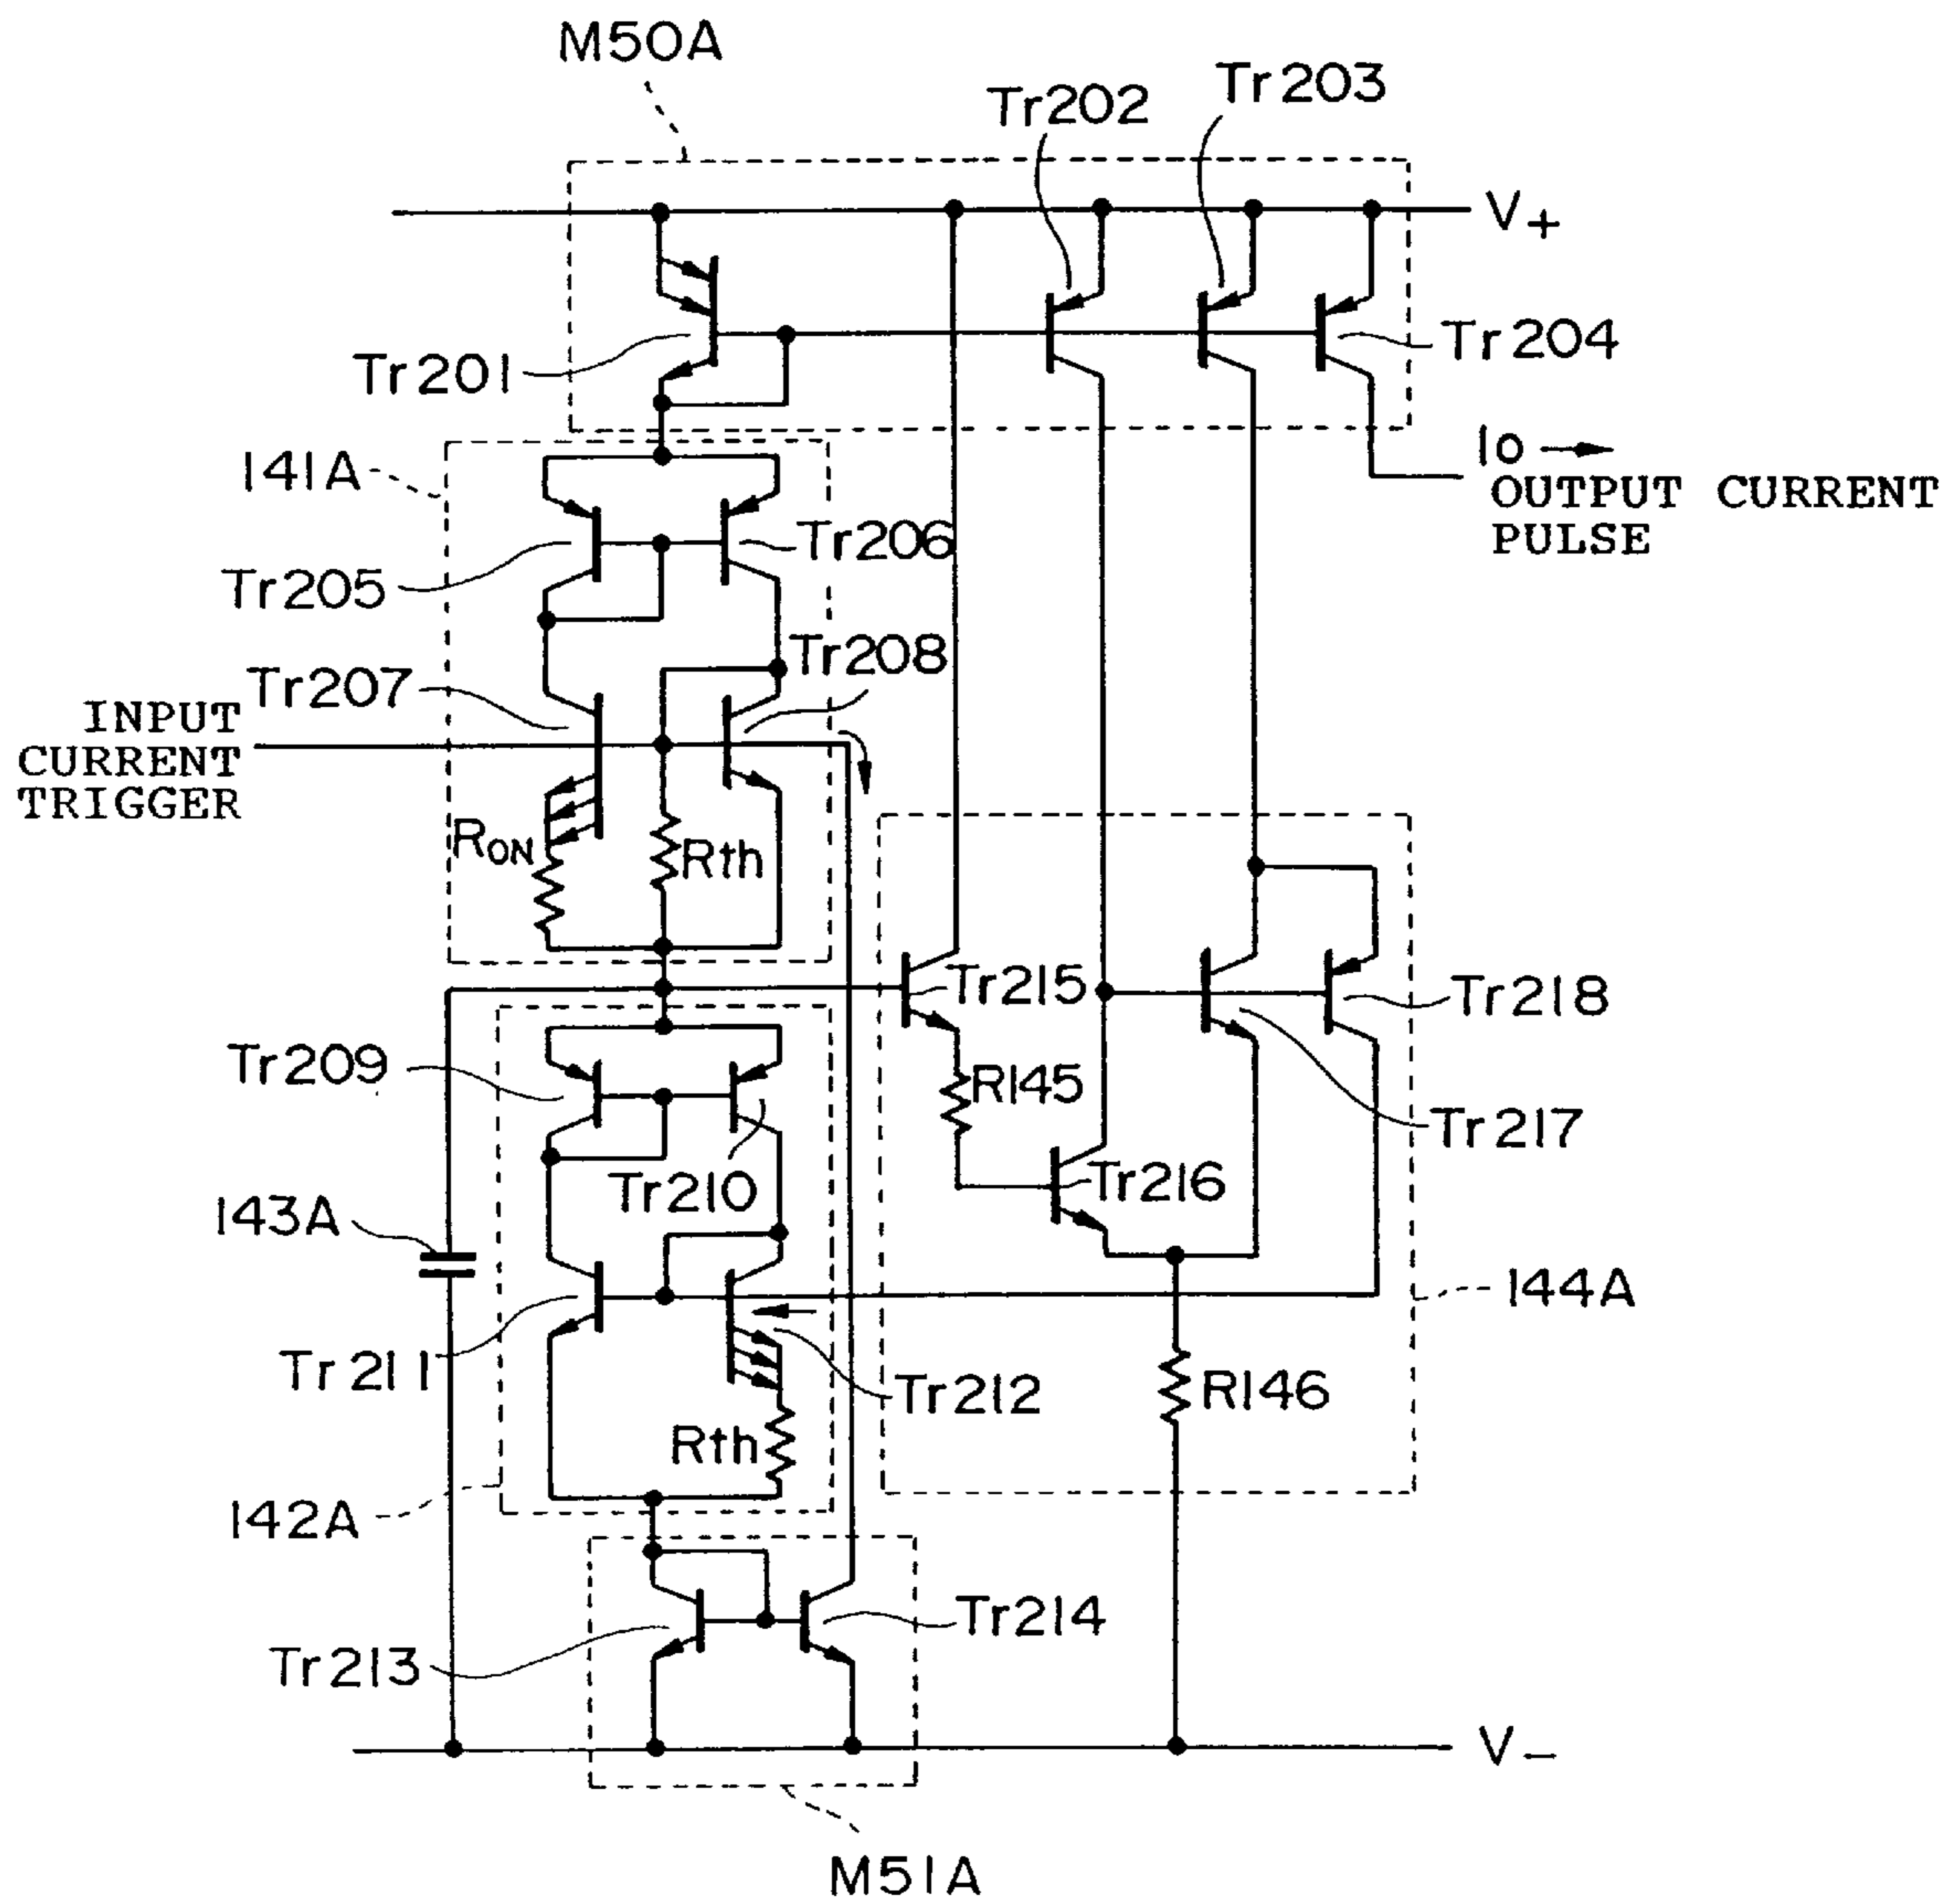 M50A
Tr202
Tr203
V+
Tr201
Tr204
Io
OUTPUT CURRENT
PULSE
141A
Tr205
Tr206
Tr207
Tr208
INPUT
CURRENT
TRIGGER
RON
Rth
Tr215
Tr218
Tr209
R145
Tr217
Tr210
Tr216
143A
144A
Tr211
Tr212
R146
Rth
142A
Tr214
Tr213
V-
M51A